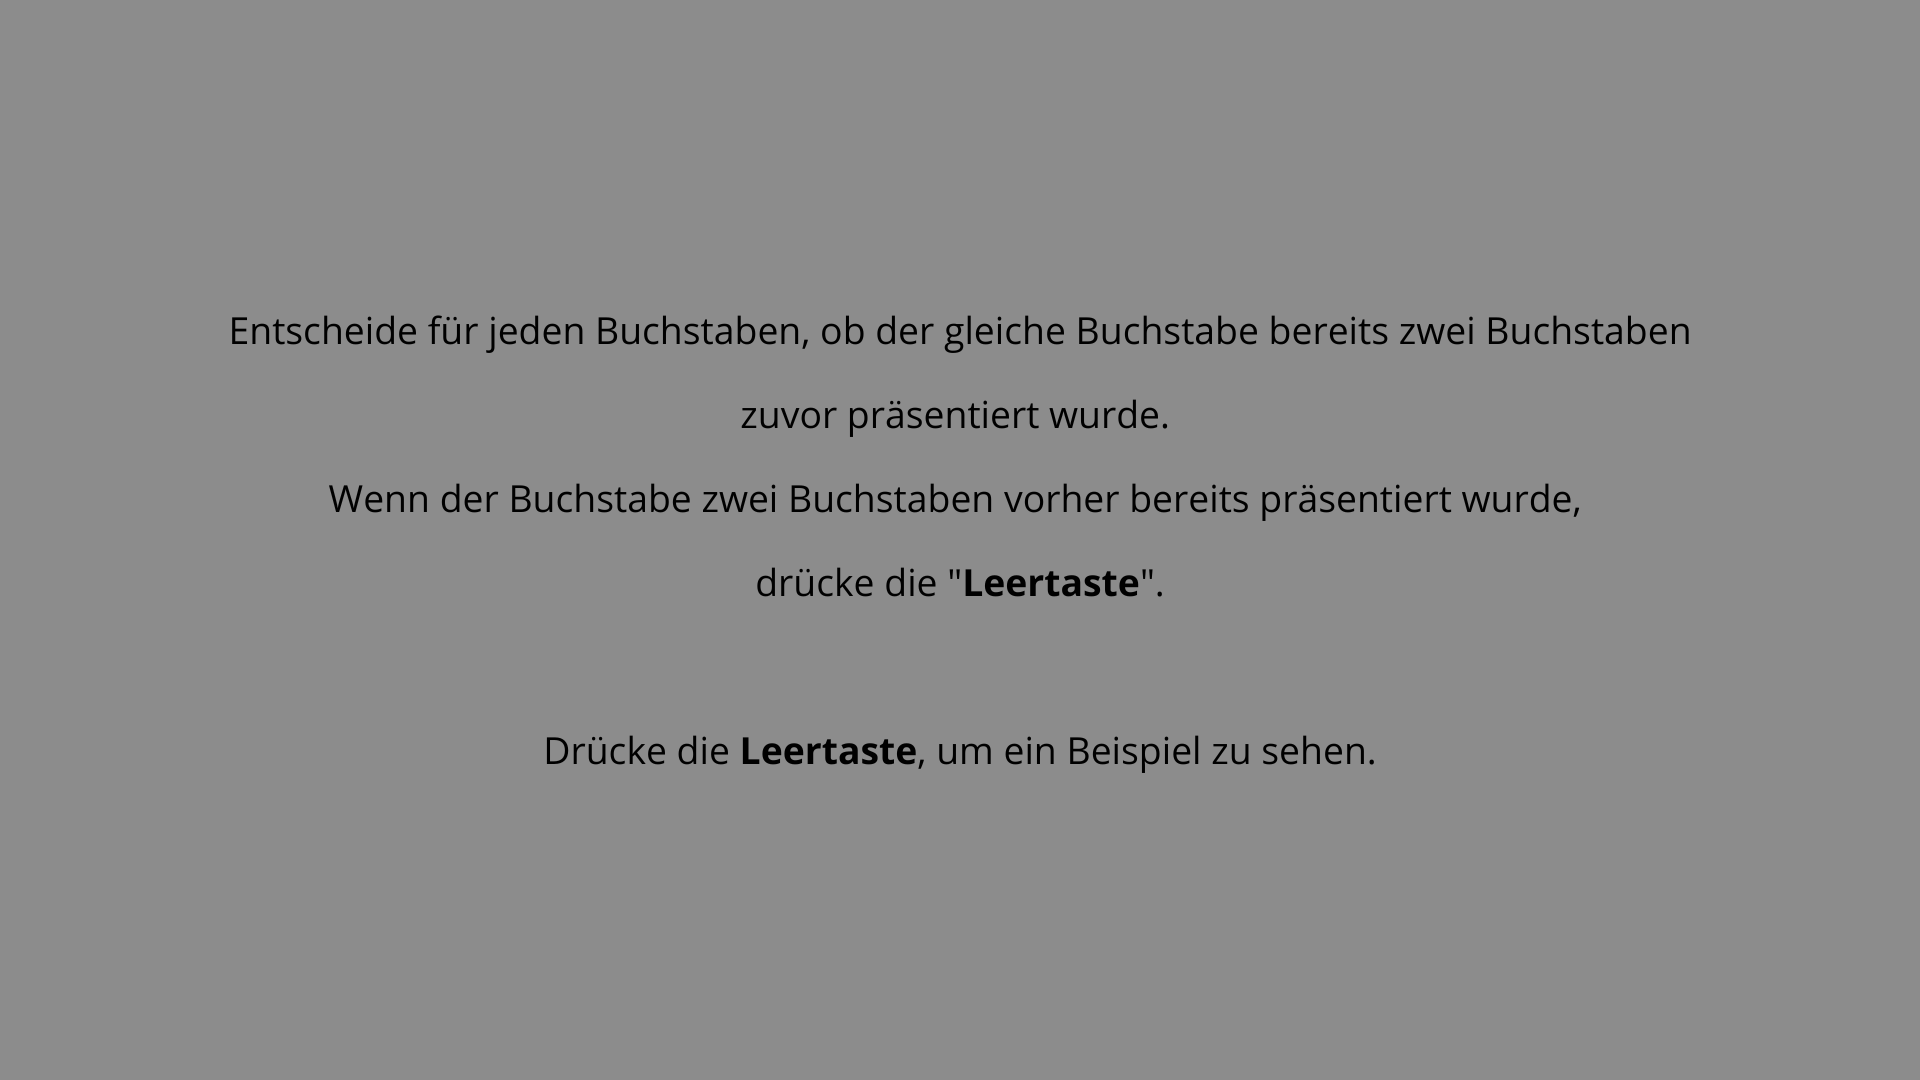 Entscheide für jeden Buchstaben, ob der gleiche Buchstabe bereits zwei Buchstaben
zuvor präsentiert wurde.
Wenn der Buchstabe zwei Buchstaben vorher bereits präsentiert wurde,
drücke die "Leertaste".
Drücke die Leertaste, um ein Beispiel zu sehen.